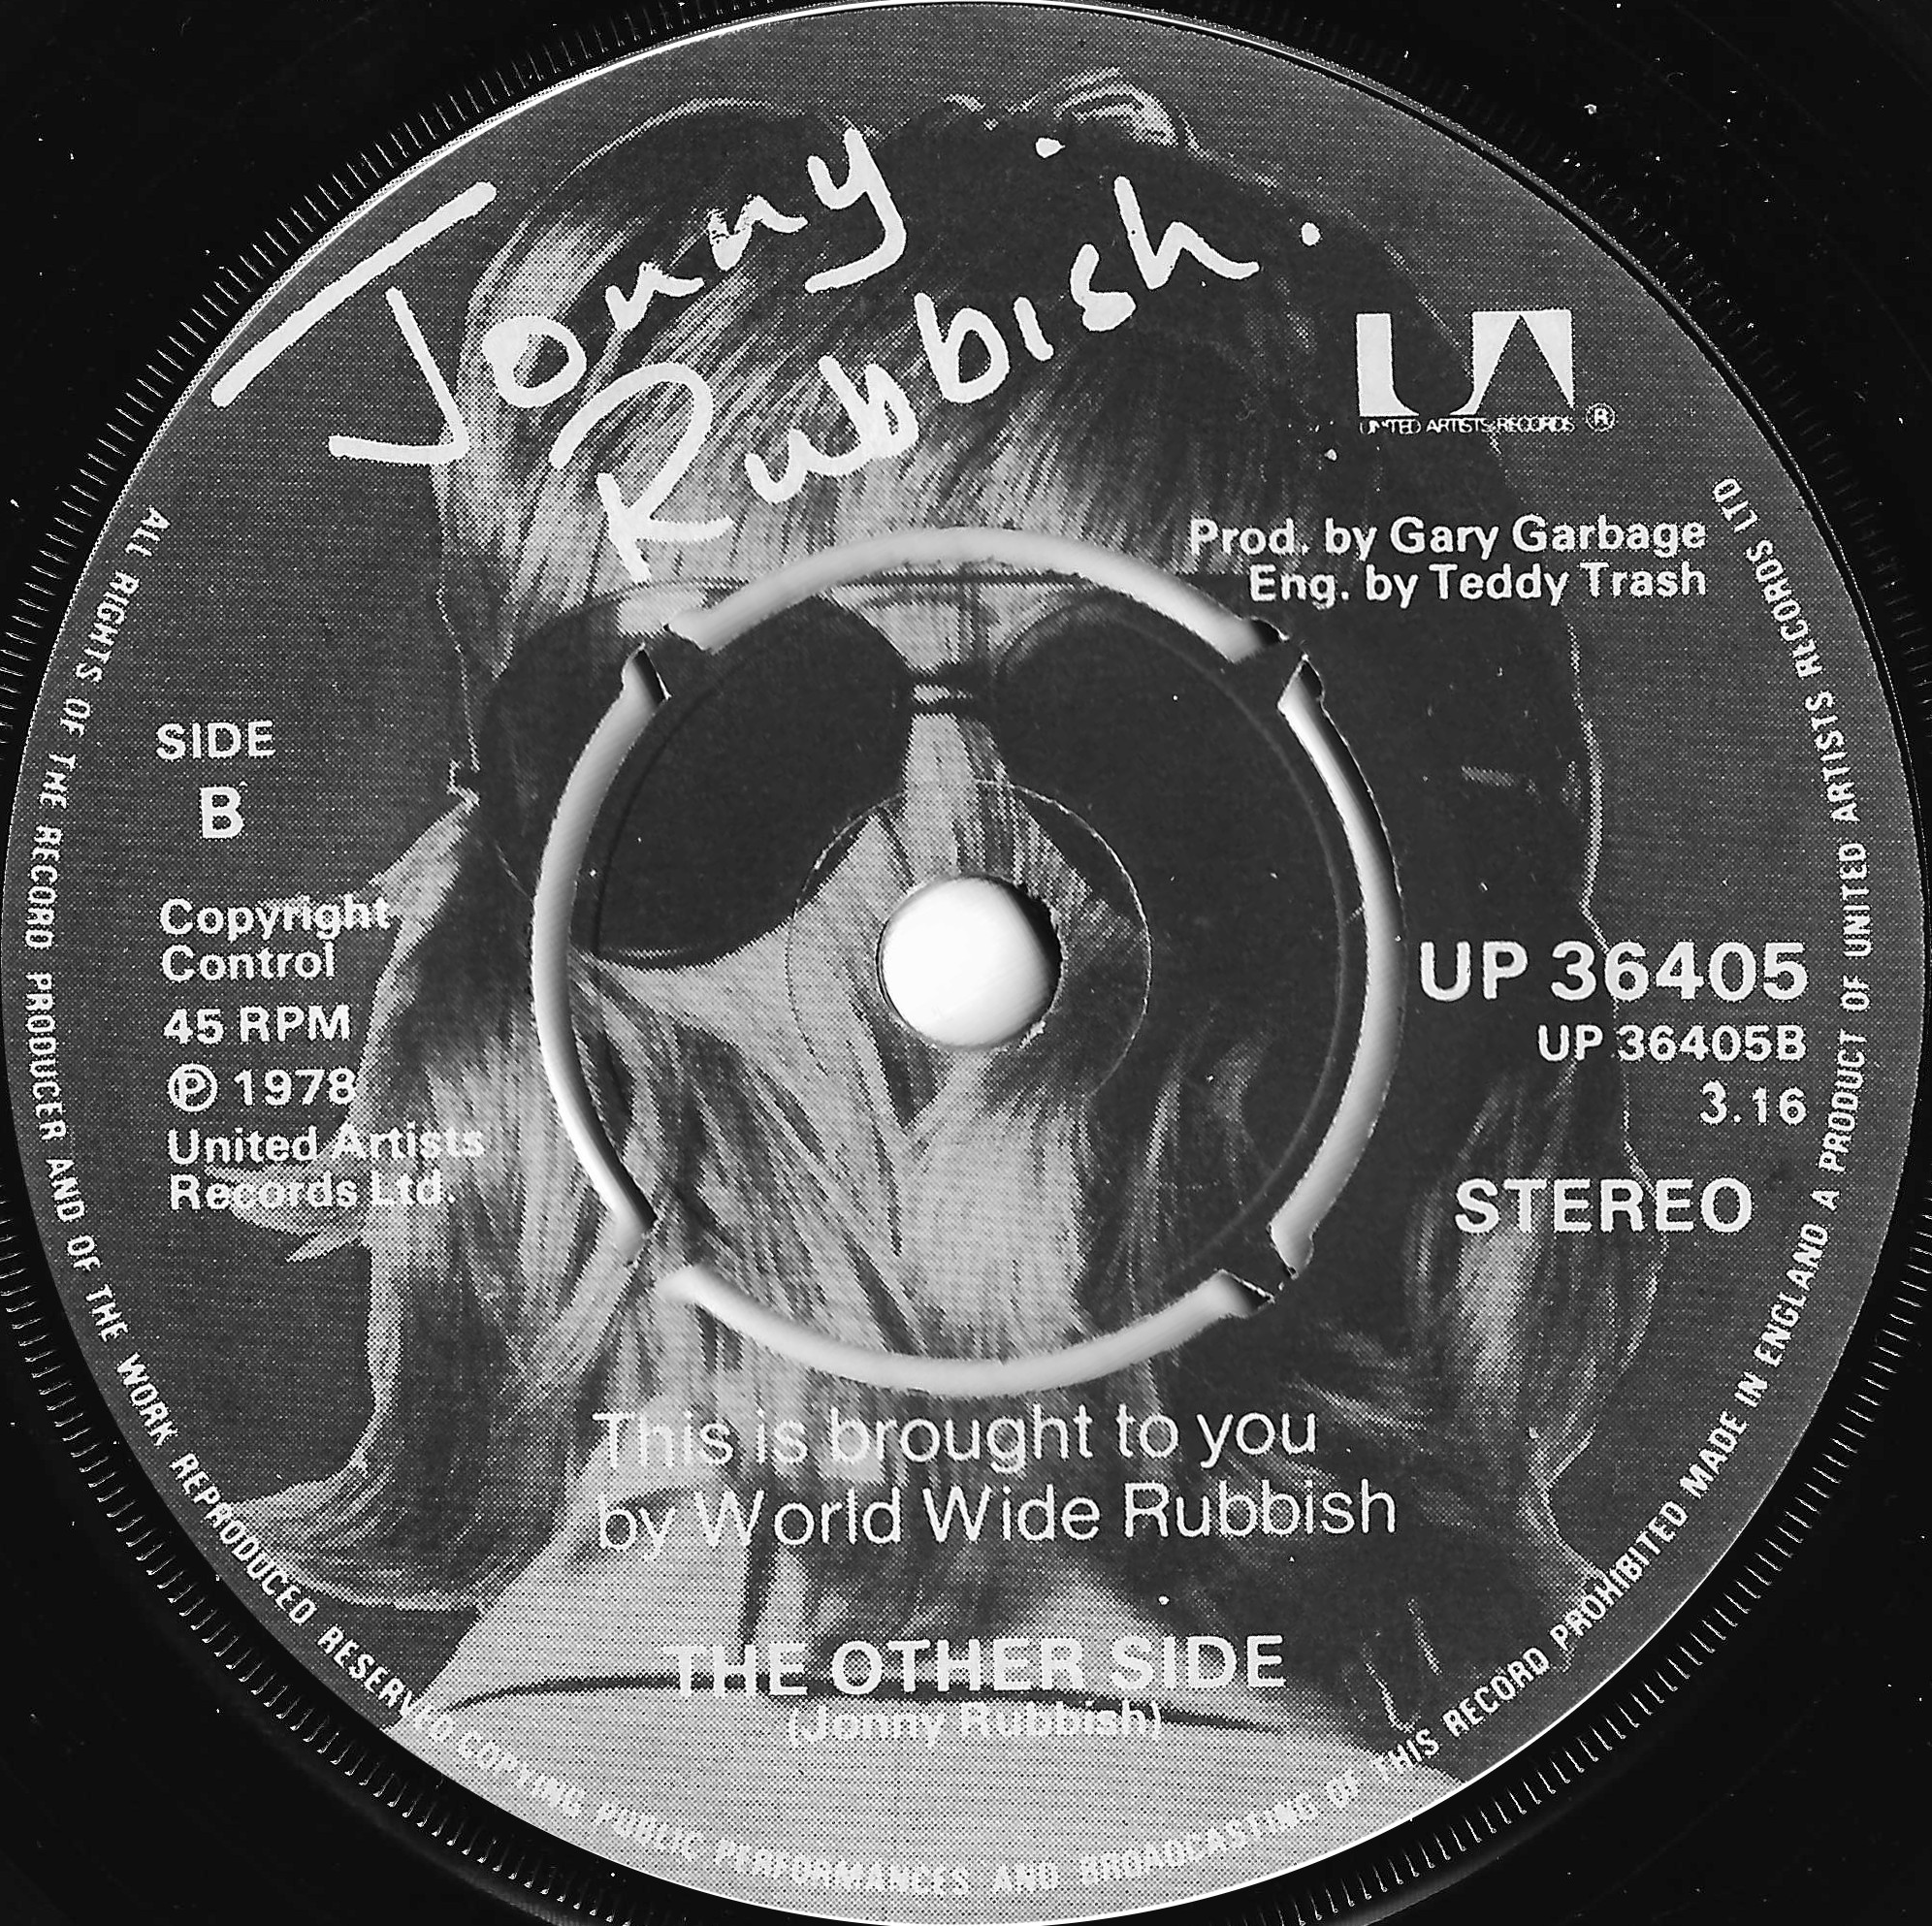 Jonny
Rubbish.
UA
UNITED ARTISTS RECORDS ®
Prod. by Gary Garbage
Eng. by Teddy Trash
SIDE
B
Copyright
Control
45 RPM
℗ 1978
United Artists
Records Ltd.
UP 36405
UP 36405B
3.16
STEREO
This is brought to you
by World Wide Rubbish
THE OTHER SIDE
(Jonny Rubbish)
ALL RIGHTS OF THE RECORD PRODUCER AND OF THE WORK REPRODUCED RESERVED COPYING PUBLIC PERFORMANCES AND BROADCASTING OF THIS RECORD PROHIBITED MADE IN ENGLAND A PRODUCT OF UNITED ARTISTS RECORDS LTD